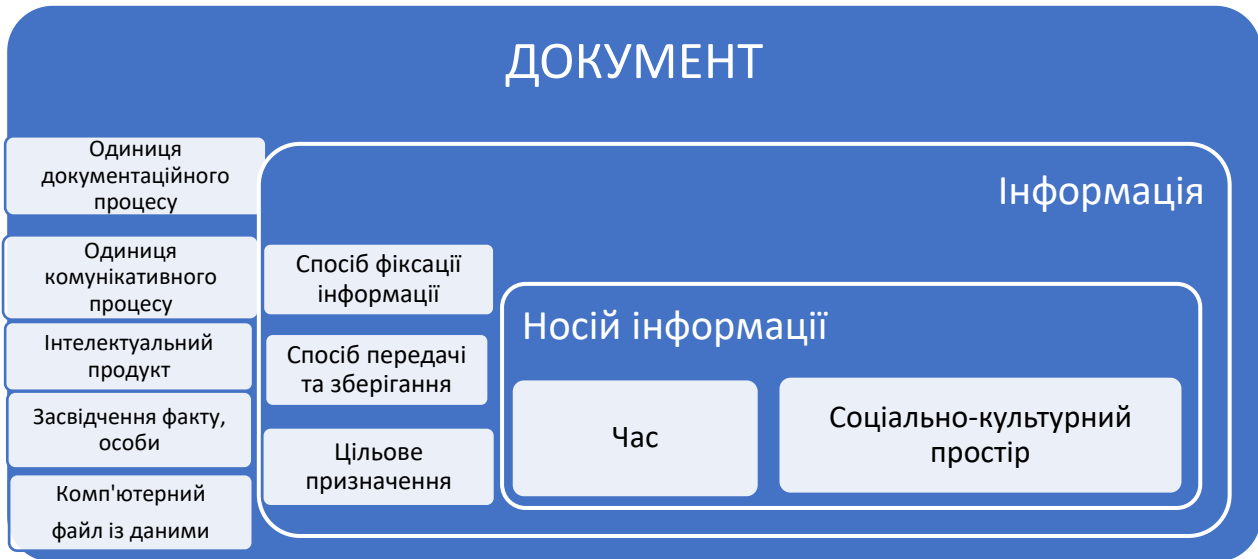 ДОКУМЕНТ
Одиниця
документаційного
процесу
Одиниця
комунікативного
процесу
Інтелектуальний
продукт
Засвідчення факту,
особи
Комп'ютерний
файл із даними
Інформація
Спосіб фіксації
інформації
Спосіб передачі
та зберігання
Цільове
призначення
Носій інформації
Час
Соціально-культурний
простір